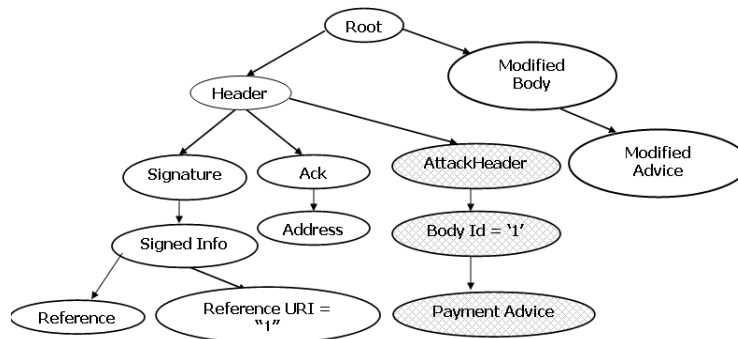 Root
Modified
Body
Header
AttackHeader
Modified
Advice
Signature
Ack
Signed Info
Address
Body Id = ‘1’
Reference
Reference URI =
“1”
Payment Advice